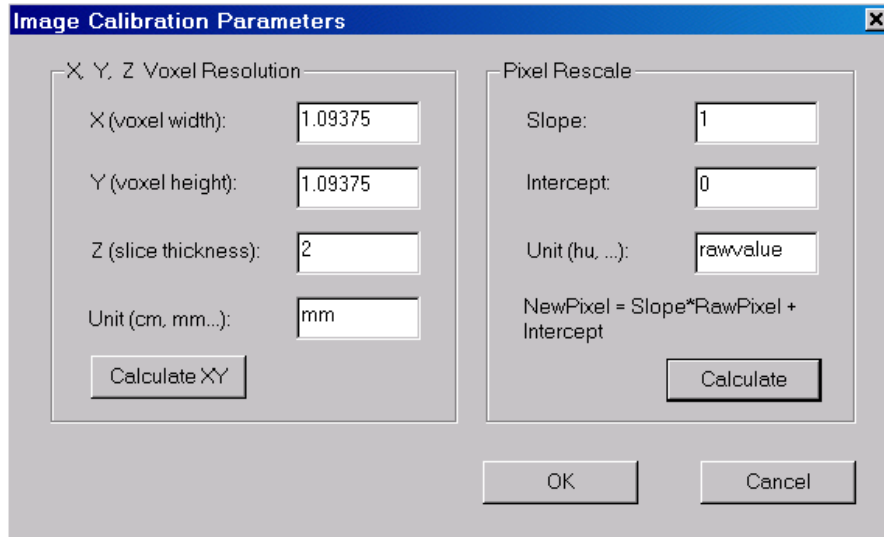 Image Calibration Parameters
X, Y, Z Voxel Resolution
X (voxel width): 1.09375
Y (voxel height): 1.09375
Z (slice thickness): 2
Unit (cm, mm...): mm
Calculate XY
Pixel Rescale
Slope: 1
Intercept: 0
Unit (hu, ...): rawvalue
NewPixel = Slope*RawPixel +
Intercept
Calculate
OK
Cancel